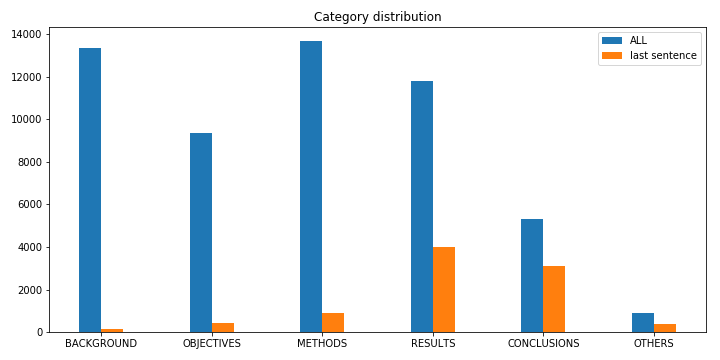 Category distribution
ALL
last sentence
14000
12000
10000
8000
6000
4000
2000
0
BACKGROUND OBJECTIVES METHODS RESULTS CONCLUSIONS OTHERS